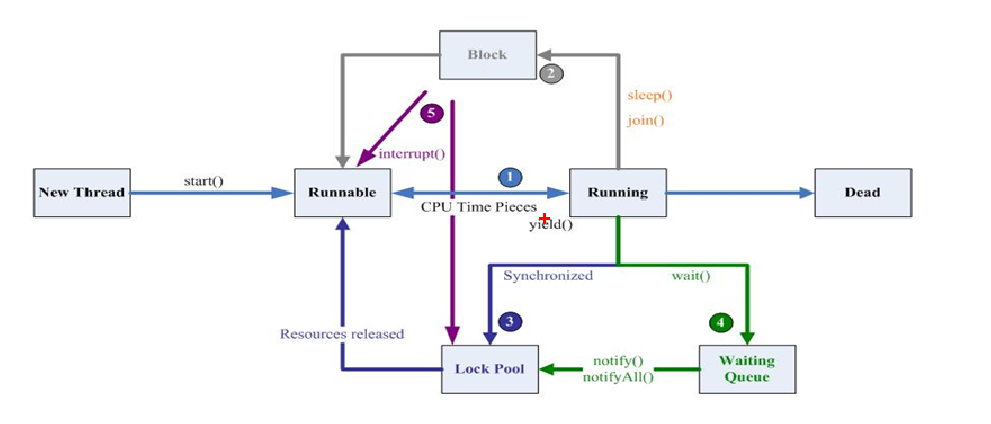 Block
2
sleep()
join()
5
interrupt()
New Thread
start()
Runnable
1
CPU Time Pieces
yield()
Running
Dead
Synchronized
wait()
3
4
Resources released
Lock Pool
notify()
notifyAll()
Waiting
Queue